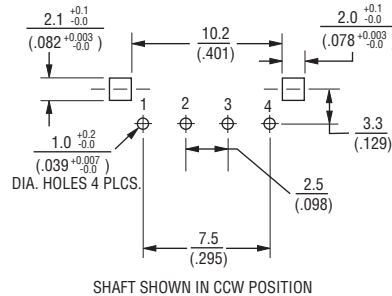 2.1 +0.1 -0.0
(.082 +0.003 -0.0)
10.2
(.401)
2.0 +0.1 -0.0
(.078 +0.003 -0.0)
1 2 3 4
1.0 +0.2 -0.0
(.039 +0.007 -0.0)
DIA. HOLES 4 PLCS.
3.3
(.129)
2.5
(.098)
7.5
(.295)
SHAFT SHOWN IN CCW POSITION